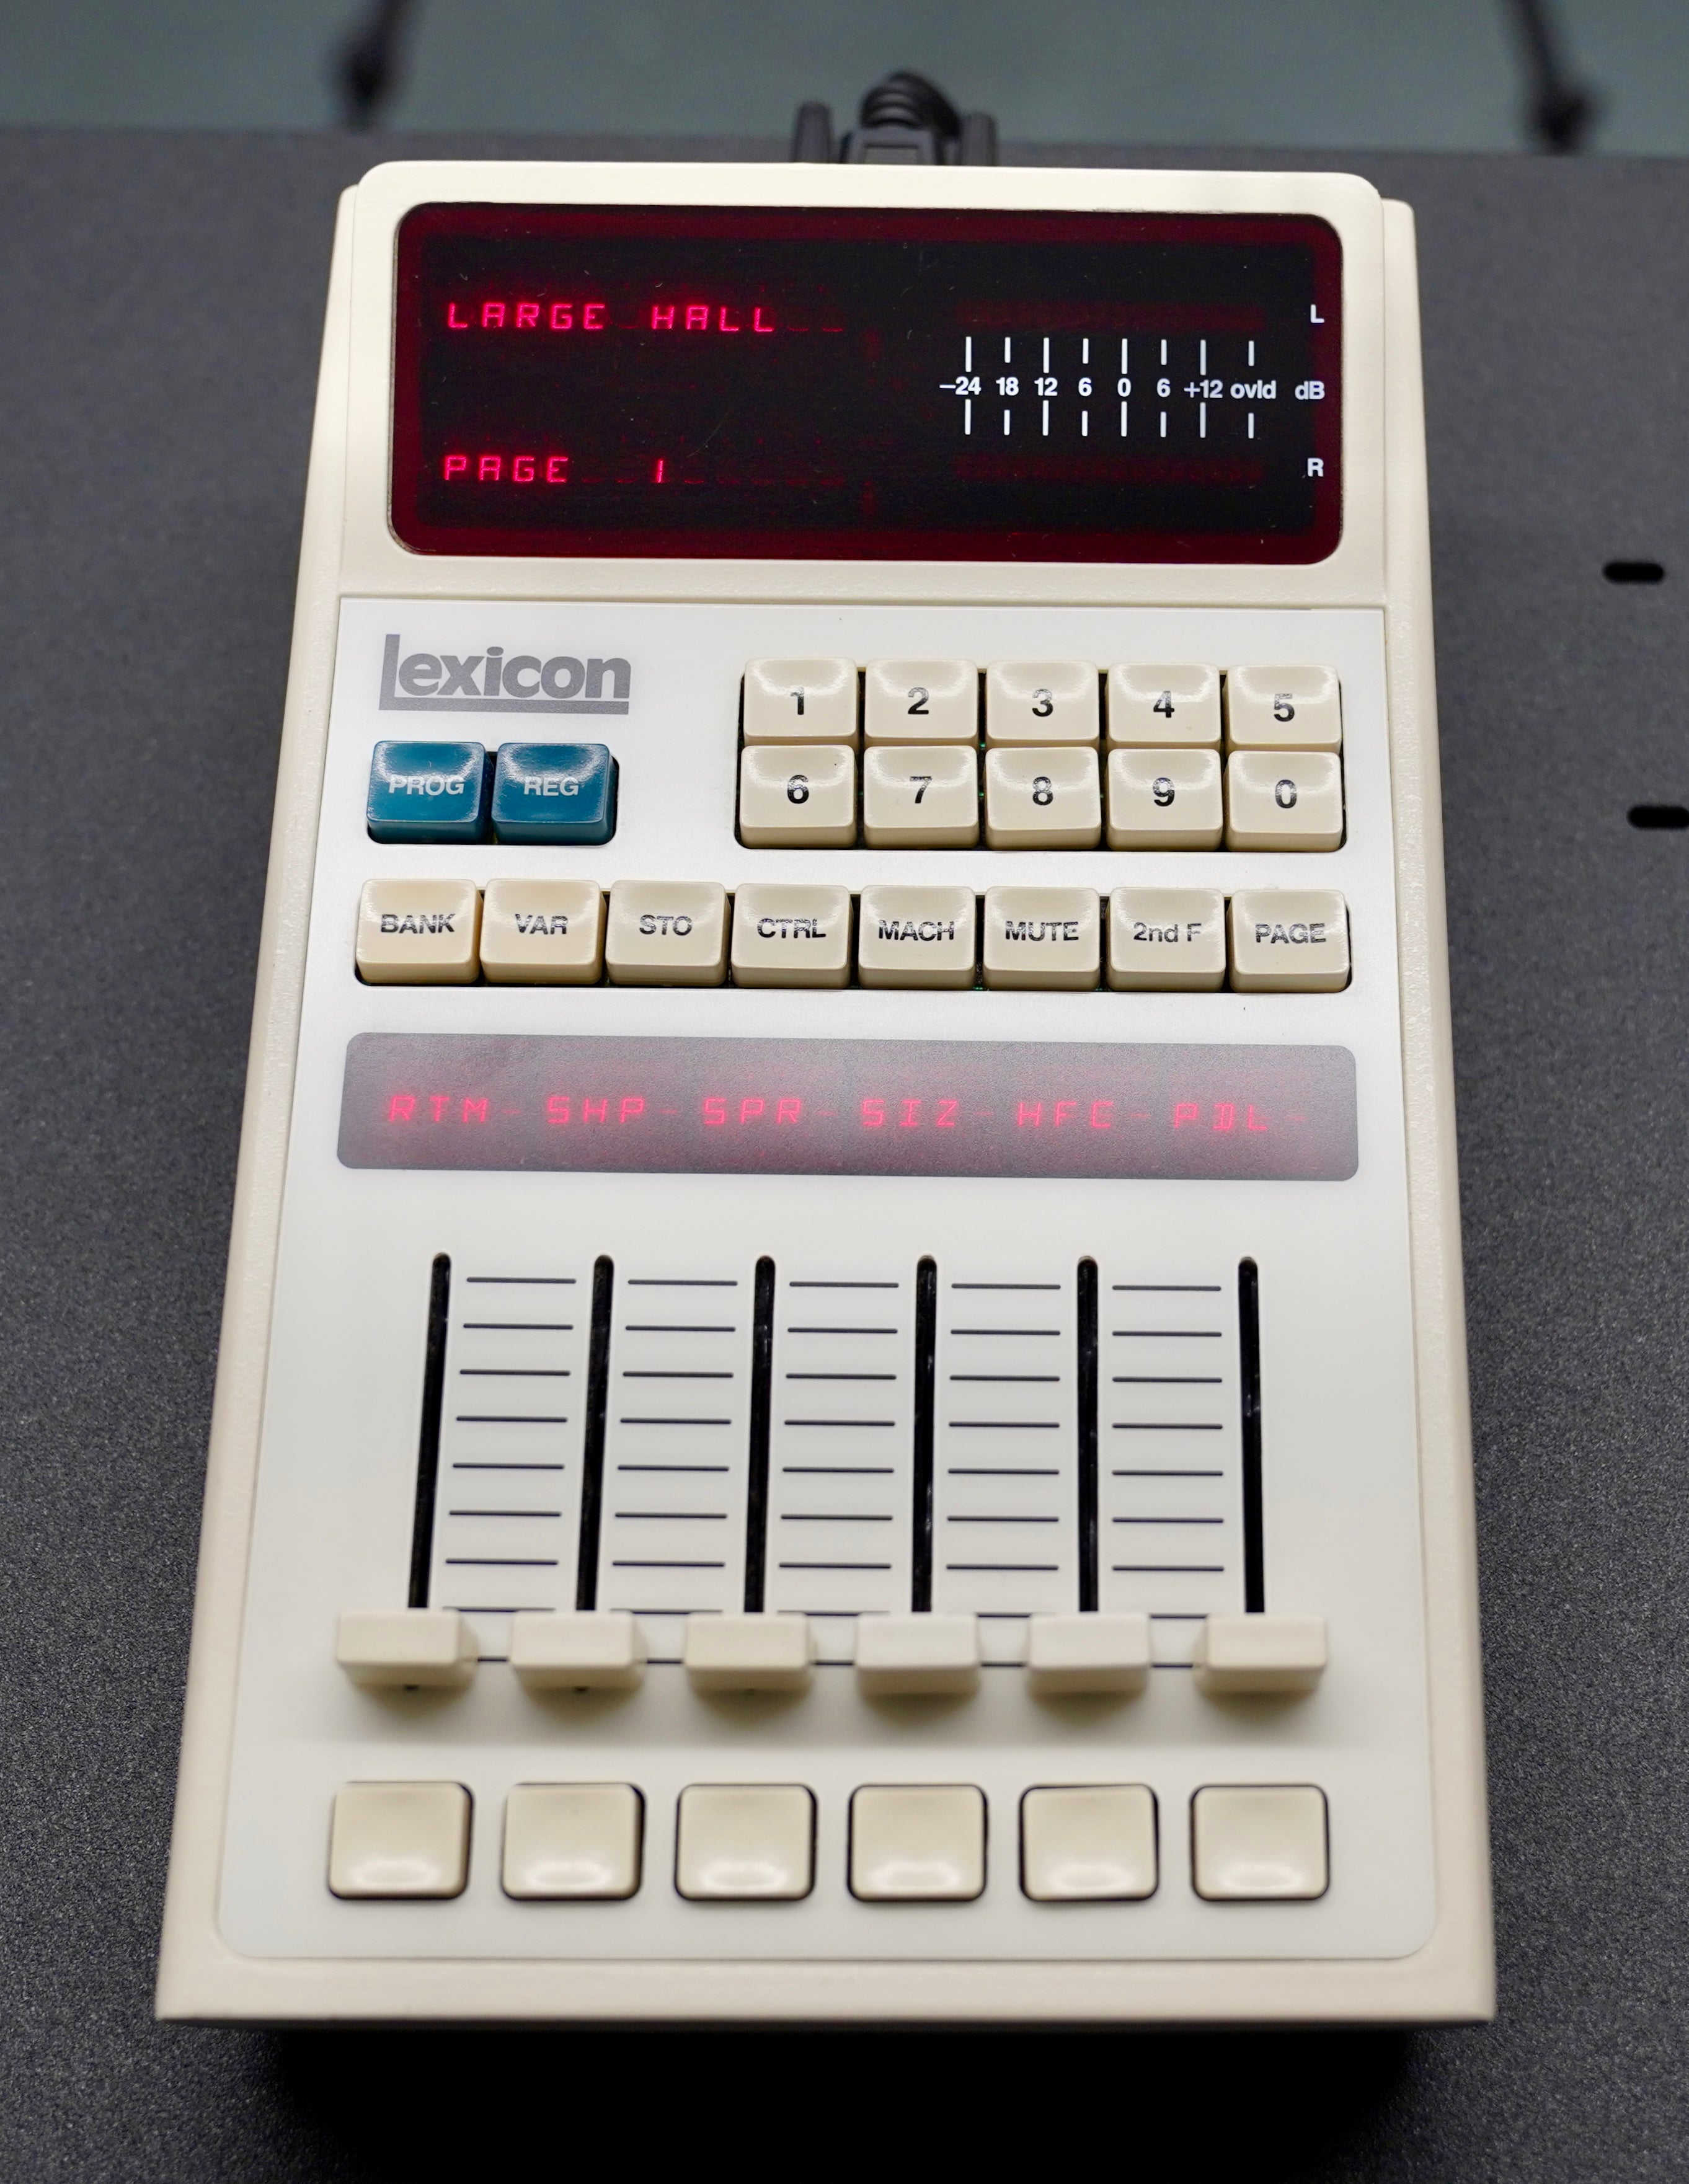 LARGE HALL
L
-24 18 12 6 0 6 +12 ovld dB
PAGE 1
R
lexicon
1 2 3 4 5
PROG REG
6 7 8 9 0
BANK VAR STO CTRL MACH MUTE 2nd F PAGE
RTM SHP SPR SIZ HFC PDL